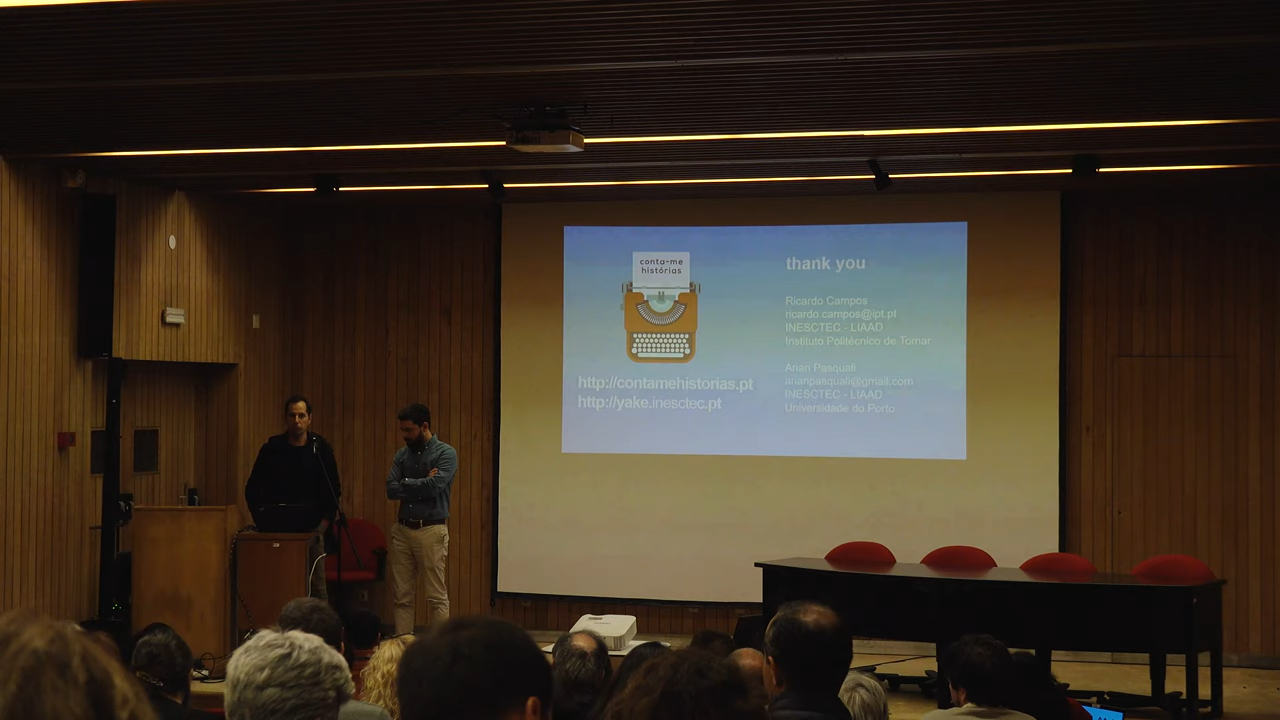 conta-me
histórias
http://contamehistorias.pt
http://yake.inesctec.pt
thank you
Ricardo Campos
ricardo.campos@ipt.pt
INESCTEC - LIAAD
Instituto Politécnico de Tomar
Arian Pasquali
arianpasquali@gmail.com
INESCTEC - LIAAD
Universidade do Porto